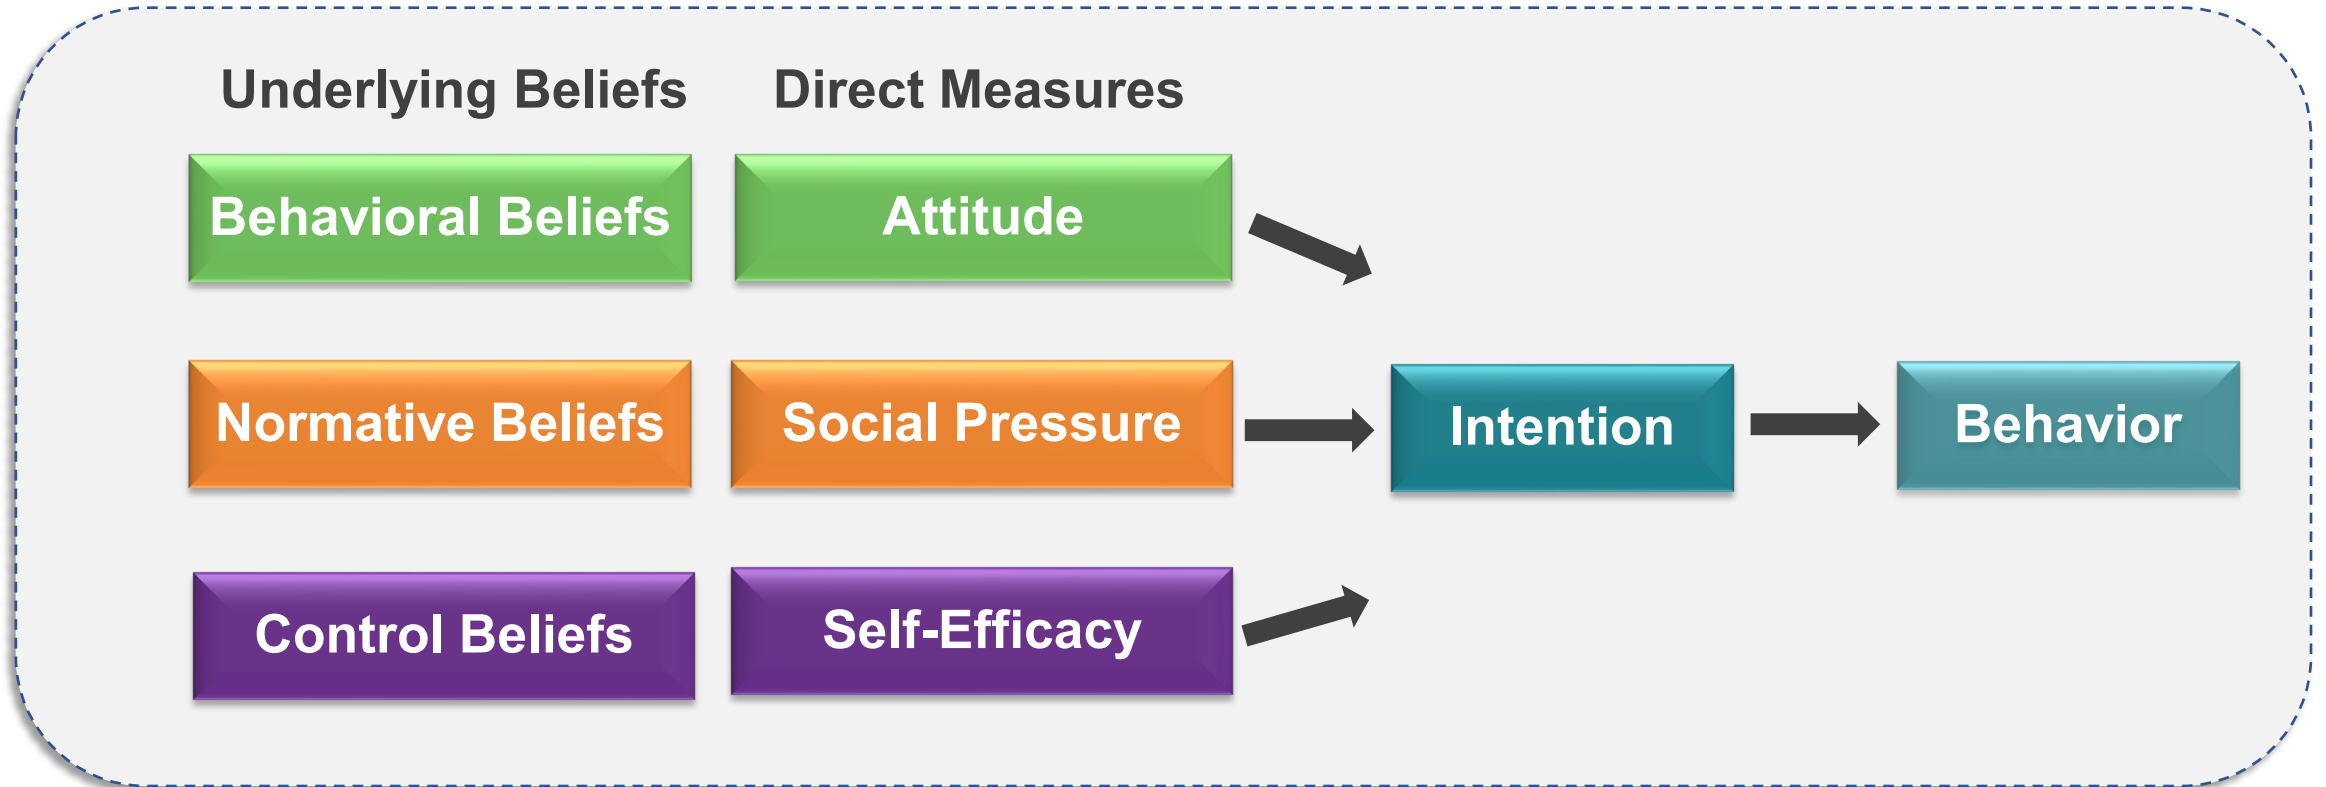 Underlying Beliefs
Direct Measures
Behavioral Beliefs
Attitude
Normative Beliefs
Social Pressure
Intention
Behavior
Control Beliefs
Self-Efficacy